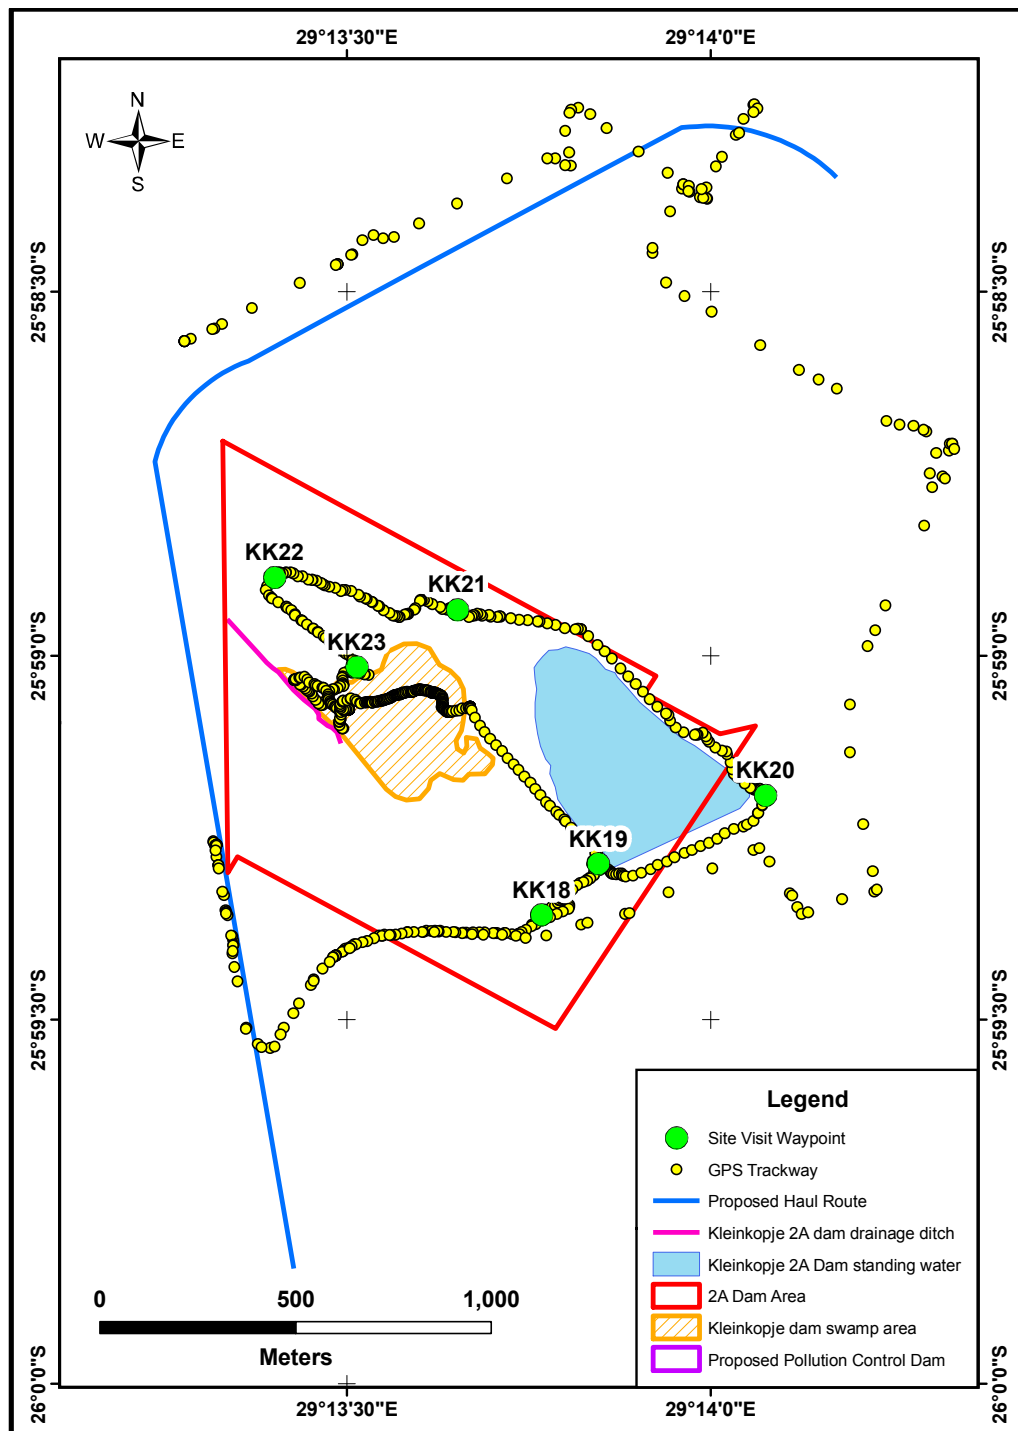 29°13'30"E 29°14'0"E
N
W E
S
25°58'30"S 25°58'30"S
KK22
KK21
KK23
25°59'0"S 25°59'0"S
KK20
KK19
KK18
25°59'30"S 25°59'30"S
Legend
Site Visit Waypoint
GPS Trackway
Proposed Haul Route
Kleinkopje 2A dam drainage ditch
Kleinkopje 2A Dam standing water
2A Dam Area
Kleinkopje dam swamp area
Proposed Pollution Control Dam
0 500 1,000
Meters
26°0'0"S 26°0'0"S
29°13'30"E 29°14'0"E